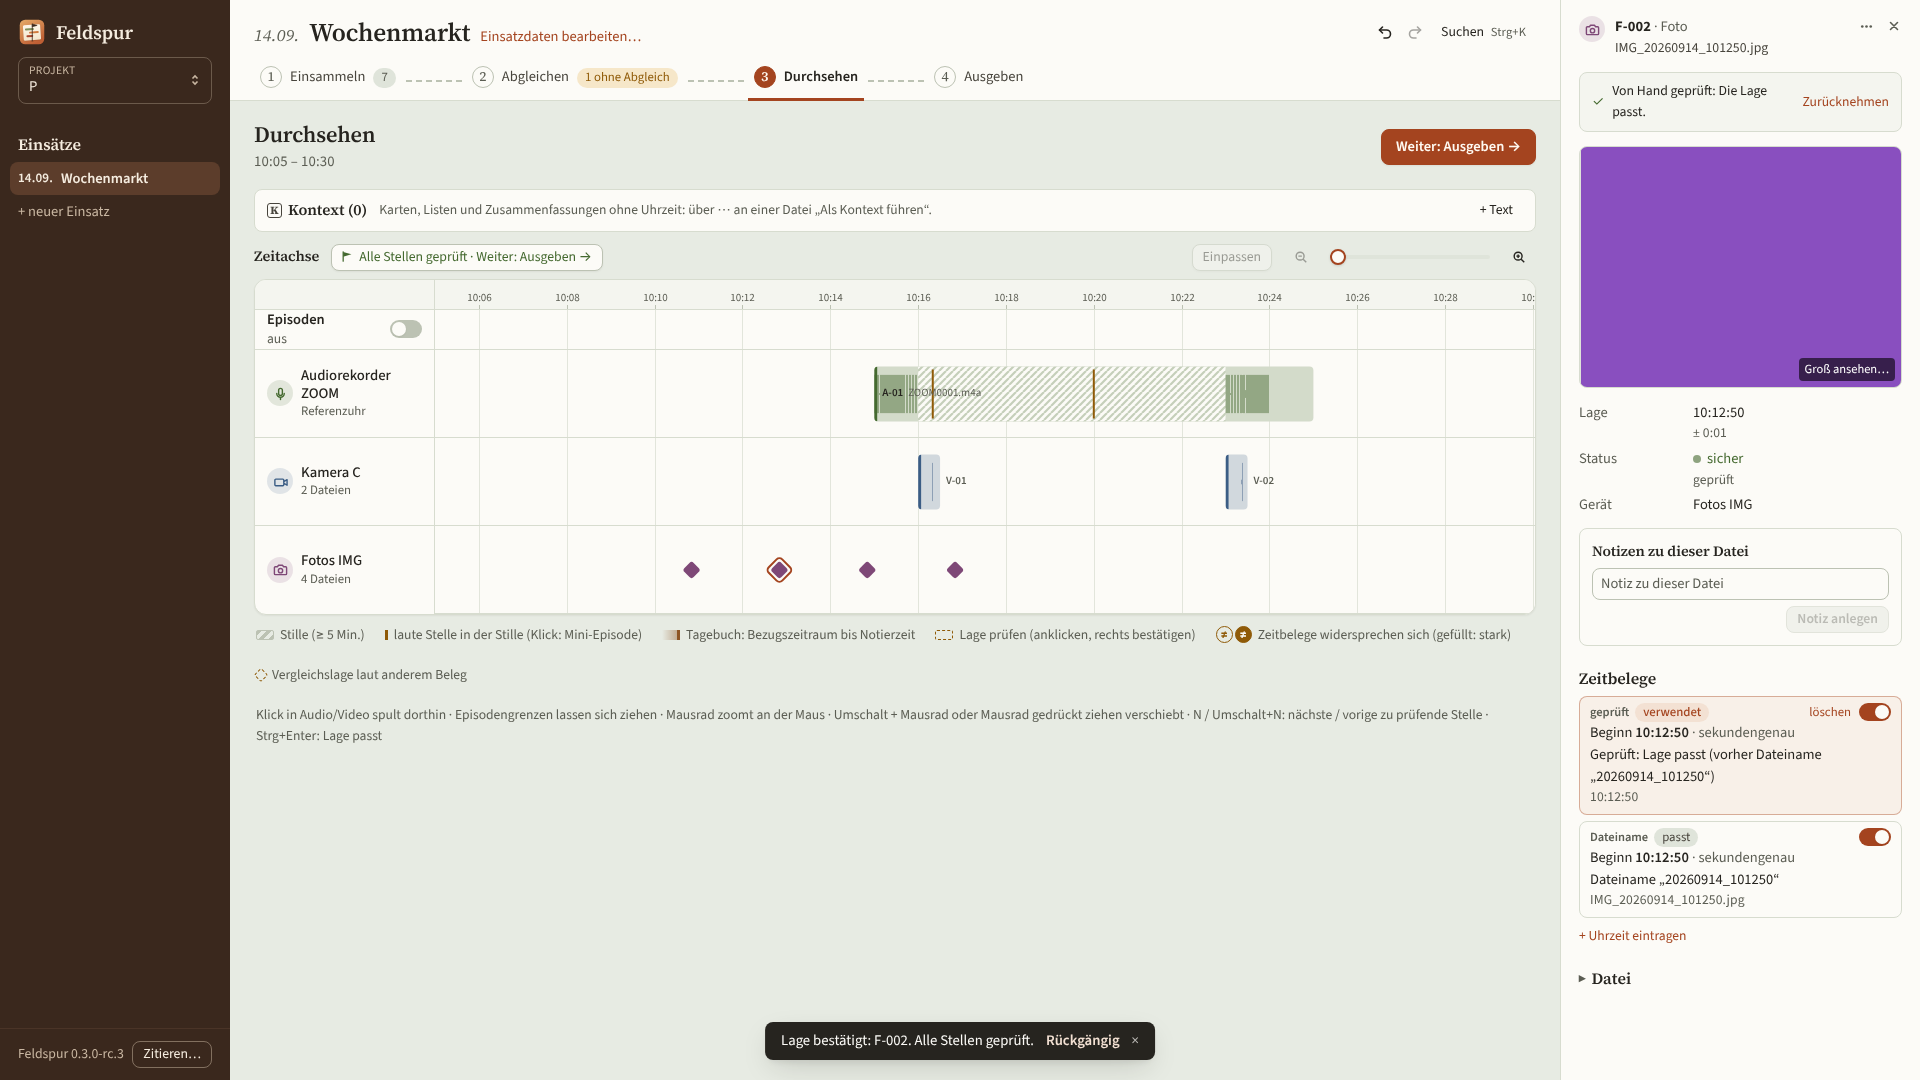 Feldspur
PROJEKT
P
Einsätze
14.09. Wochenmarkt
+ neuer Einsatz
Feldspur 0.3.0-rc.3
Zitieren…
14.09. Wochenmarkt Einsatzdaten bearbeiten…
Suchen Strg+K
1 Einsammeln 7
2 Abgleichen 1 ohne Abgleich
3 Durchsehen
4 Ausgeben
Durchsehen
10:05 – 10:30
Weiter: Ausgeben →
K Kontext (0) Karten, Listen und Zusammenfassungen ohne Uhrzeit: über ··· an einer Datei „Als Kontext führen“.
+ Text
Zeitachse
Alle Stellen geprüft · Weiter: Ausgeben →
Einpassen
10:06 10:08 10:10 10:12 10:14 10:16 10:18 10:20 10:22 10:24 10:26 10:28 10:
Episoden
aus
Audiorekorder
ZOOM
Referenzuhr
A-01 ZOOM0001.m4a
Kamera C
2 Dateien
V-01
V-02
Fotos IMG
4 Dateien
Stille (≥ 5 Min.)
laute Stelle in der Stille (Klick: Mini-Episode)
Tagebuch: Bezugszeitraum bis Notierzeit
Lage prüfen (anklicken, rechts bestätigen)
≠ ≠ Zeitbelege widersprechen sich (gefüllt: stark)
Vergleichslage laut anderem Beleg
Klick in Audio/Video spult dorthin · Episodengrenzen lassen sich ziehen · Mausrad zoomt an der Maus · Umschalt + Mausrad oder Mausrad gedrückt ziehen verschiebt · N / Umschalt+N: nächste / vorige zu prüfende Stelle ·
Strg+Enter: Lage passt
Lage bestätigt: F-002. Alle Stellen geprüft. Rückgängig ×
F-002 · Foto
IMG_20260914_101250.jpg
Von Hand geprüft: Die Lage
passt.
Zurücknehmen
Groß ansehen…
Lage 10:12:50
± 0:01
Status sicher
geprüft
Gerät Fotos IMG
Notizen zu dieser Datei
Notiz zu dieser Datei
Notiz anlegen
Zeitbelege
geprüft verwendet löschen
Beginn 10:12:50 · sekundengenau
Geprüft: Lage passt (vorher Dateiname
„20260914_101250“)
10:12:50
Dateiname passt
Beginn 10:12:50 · sekundengenau
Dateiname „20260914_101250“
IMG_20260914_101250.jpg
+ Uhrzeit eintragen
Datei